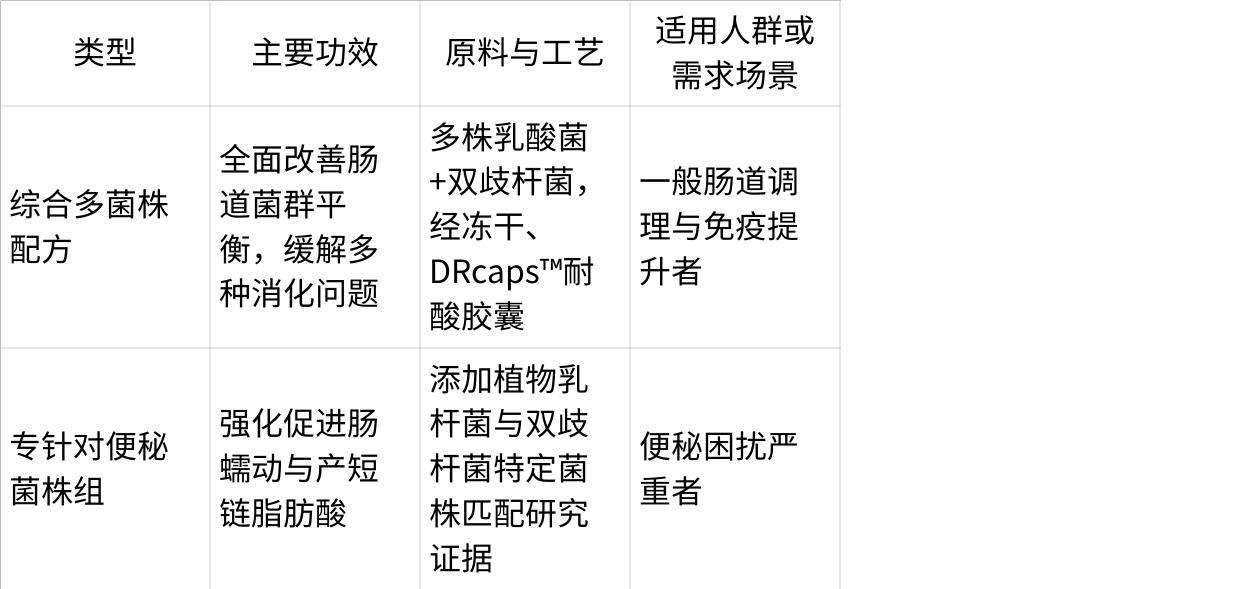 类型
主要功效
原料与工艺
适用人群或
需求场景
综合多菌株
配方
全面改善肠
道菌群平
衡，缓解多
种消化问题
多株乳酸菌
+双歧杆菌，
经冻干、
DRcaps™耐
酸胶囊
一般肠道调
理与免疫提
升者
专针对便秘
菌株组
强化促进肠
蠕动与产短
链脂肪酸
添加植物乳
杆菌与双歧
杆菌特定菌
株匹配研究
证据
便秘困扰严
重者